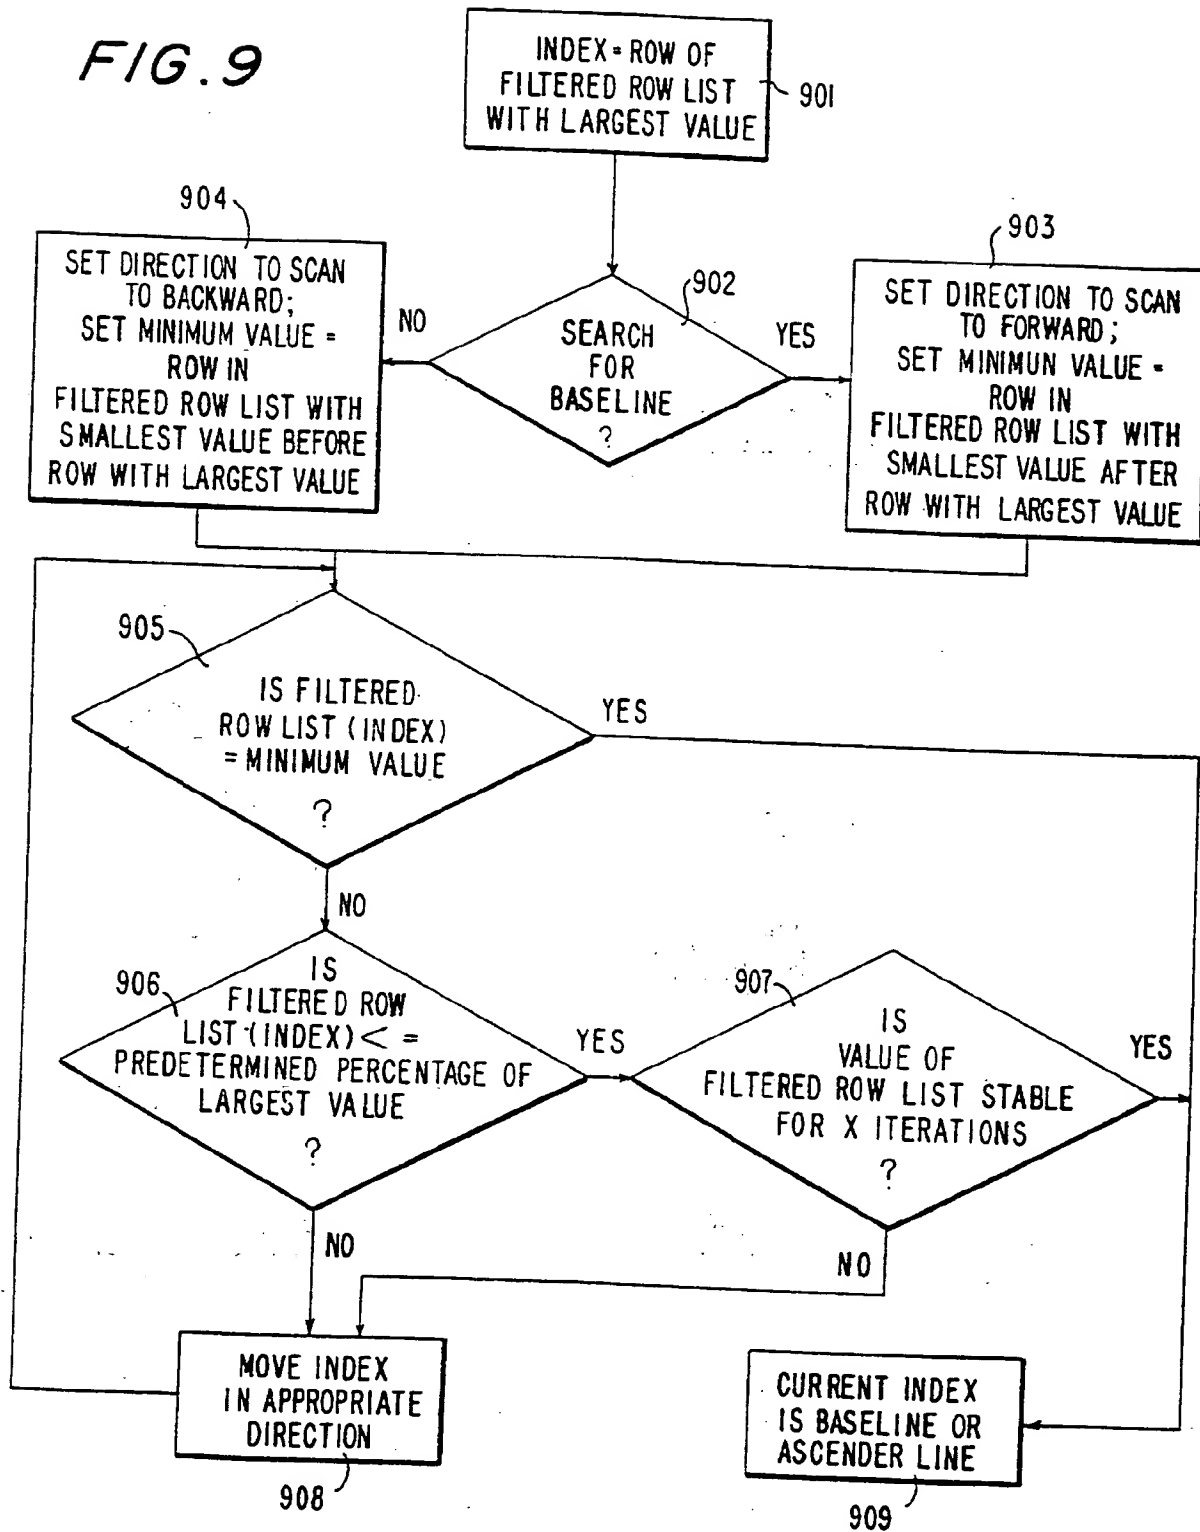 FIG. 9
INDEX = ROW OF
FILTERED ROW LIST
WITH LARGEST VALUE
901
904
SET DIRECTION TO SCAN
TO BACKWARD;
SET MINIMUM VALUE =
ROW IN
FILTERED ROW LIST WITH
SMALLEST VALUE BEFORE
ROW WITH LARGEST VALUE
NO
902
SEARCH
FOR
BASELINE
?
YES
903
SET DIRECTION TO SCAN
TO FORWARD;
SET MINIMUN VALUE =
ROW IN
FILTERED ROW LIST WITH
SMALLEST VALUE AFTER
ROW WITH LARGEST VALUE
905
IS FILTERED
ROW LIST (INDEX)
= MINIMUM VALUE
?
YES
NO
906
IS
FILTERED ROW
LIST (INDEX) < =
PREDETERMINED PERCENTAGE OF
LARGEST VALUE
?
YES
NO
907
IS
VALUE OF
FILTERED ROW LIST STABLE
FOR X ITERATIONS
?
YES
NO
MOVE INDEX
IN APPROPRIATE
DIRECTION
908
CURRENT INDEX
IS BASELINE OR
ASCENDER LINE
909